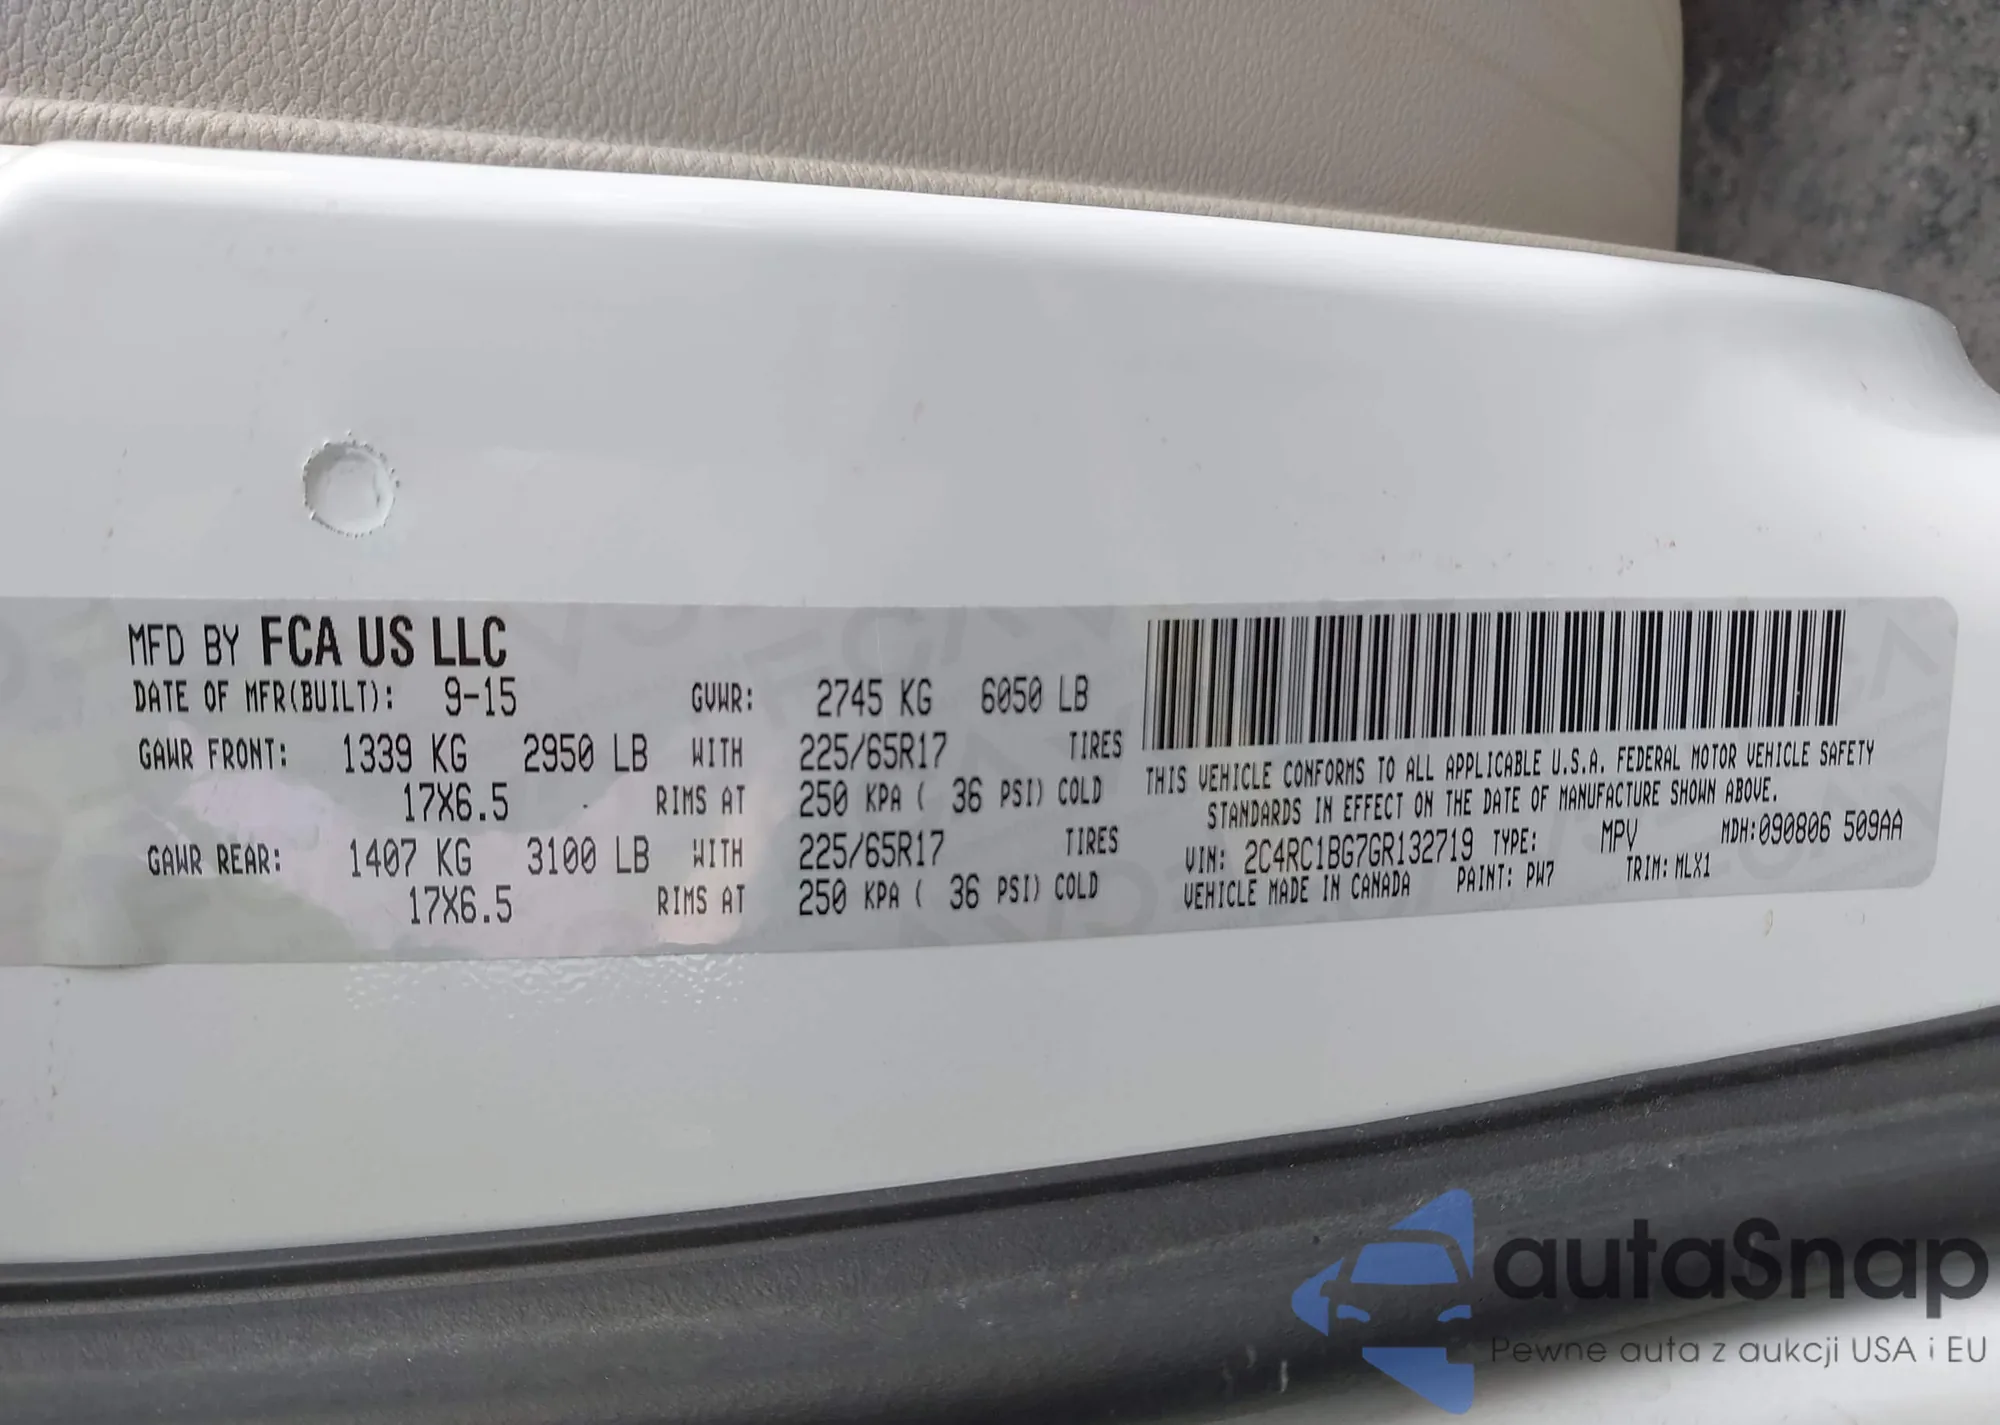 MFD BY FCA US LLC
DATE OF MFR(BUILT): 9-15 GVWR: 2745 KG 6050 LB
GAWR FRONT: 1339 KG 2950 LB WITH 225/65R17 TIRES
17X6.5 RIMS AT 250 KPA ( 36 PSI) COLD
GAWR REAR: 1407 KG 3100 LB WITH 225/65R17 TIRES
17X6.5 RIMS AT 250 KPA ( 36 PSI) COLD
THIS VEHICLE CONFORMS TO ALL APPLICABLE U.S.A. FEDERAL MOTOR VEHICLE SAFETY
STANDARDS IN EFFECT ON THE DATE OF MANUFACTURE SHOWN ABOVE.
VIN: 2C4RC1BG7GR132719 TYPE: MPV MDH:090806 509AA
VEHICLE MADE IN CANADA PAINT: PW7 TRIM: MLX1
autaSnap
Pewne auta z aukcji USA i EU